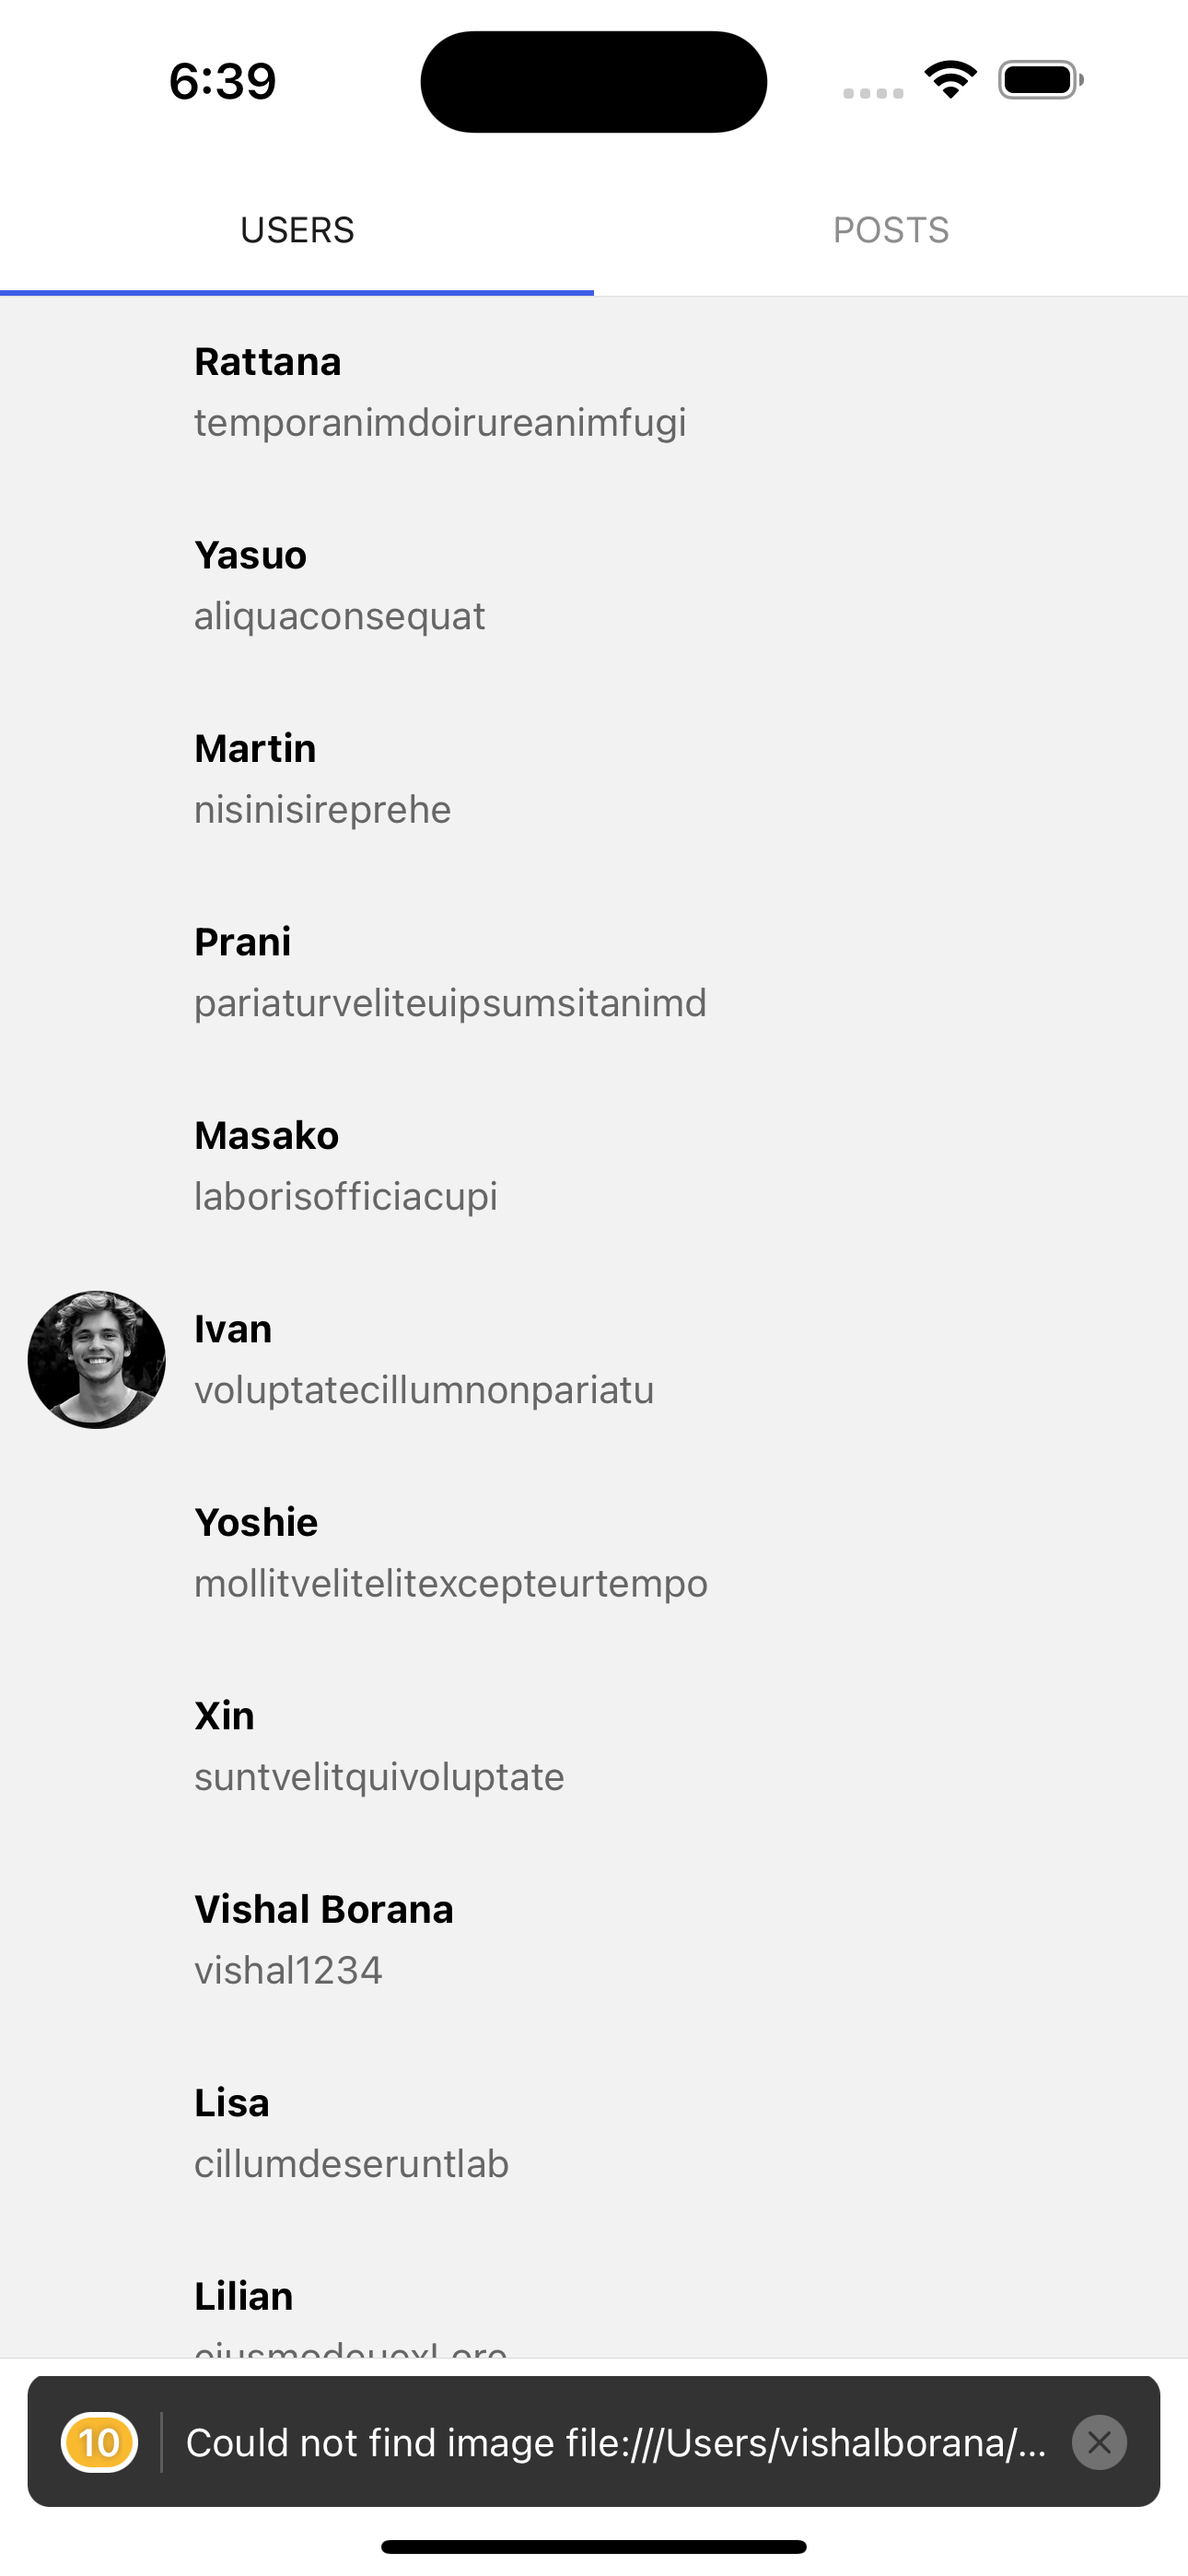 6:39
USERS
POSTS
Rattana
temporanimdoirureanimfugi
Yasuo
aliquaconsequat
Martin
nisinisireprehe
Prani
pariaturveliteuipsumsitanimd
Masako
laborisofficiacupi
Ivan
voluptatecillumnonpariatu
Yoshie
mollitvelitelitexcepteurtempo
Xin
suntvelitquivoluptate
Vishal Borana
vishal1234
Lisa
cillumdeseruntlab
Lilian
10
Could not find image file:///Users/vishalborana/...